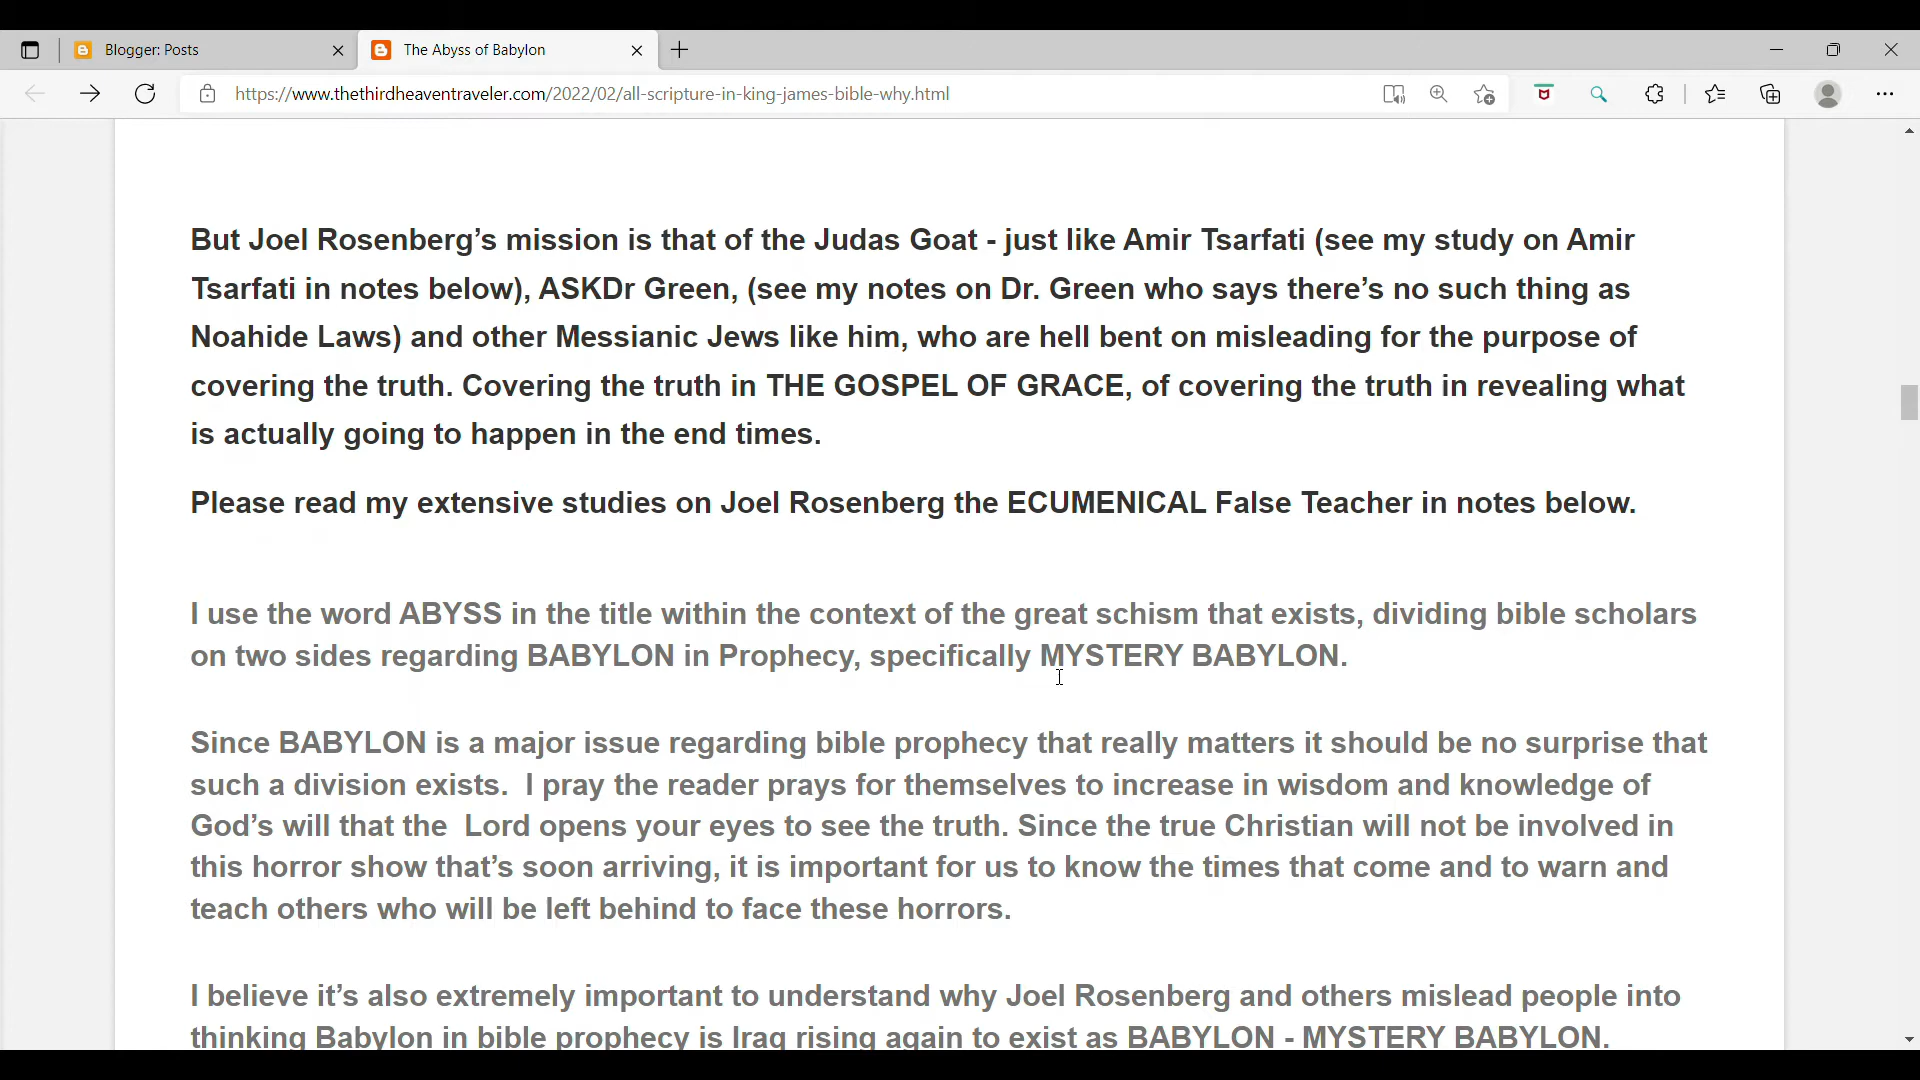 Blogger: Posts
The Abyss of Babylon
https://www.thethirdheaventraveler.com/2022/02/all-scripture-in-king-james-bible-why.html
But Joel Rosenberg’s mission is that of the Judas Goat - just like Amir Tsarfati (see my study on Amir
Tsarfati in notes below), ASKDr Green, (see my notes on Dr. Green who says there’s no such thing as
Noahide Laws) and other Messianic Jews like him, who are hell bent on misleading for the purpose of
covering the truth. Covering the truth in THE GOSPEL OF GRACE, of covering the truth in revealing what
is actually going to happen in the end times.
Please read my extensive studies on Joel Rosenberg the ECUMENICAL False Teacher in notes below.
I use the word ABYSS in the title within the context of the great schism that exists, dividing bible scholars
on two sides regarding BABYLON in Prophecy, specifically MYSTERY BABYLON.
Since BABYLON is a major issue regarding bible prophecy that really matters it should be no surprise that
such a division exists.  I pray the reader prays for themselves to increase in wisdom and knowledge of
God’s will that the  Lord opens your eyes to see the truth. Since the true Christian will not be involved in
this horror show that’s soon arriving, it is important for us to know the times that come and to warn and
teach others who will be left behind to face these horrors.
I believe it’s also extremely important to understand why Joel Rosenberg and others mislead people into
thinking Babylon in bible prophecy is Iraq rising again to exist as BABYLON - MYSTERY BABYLON.